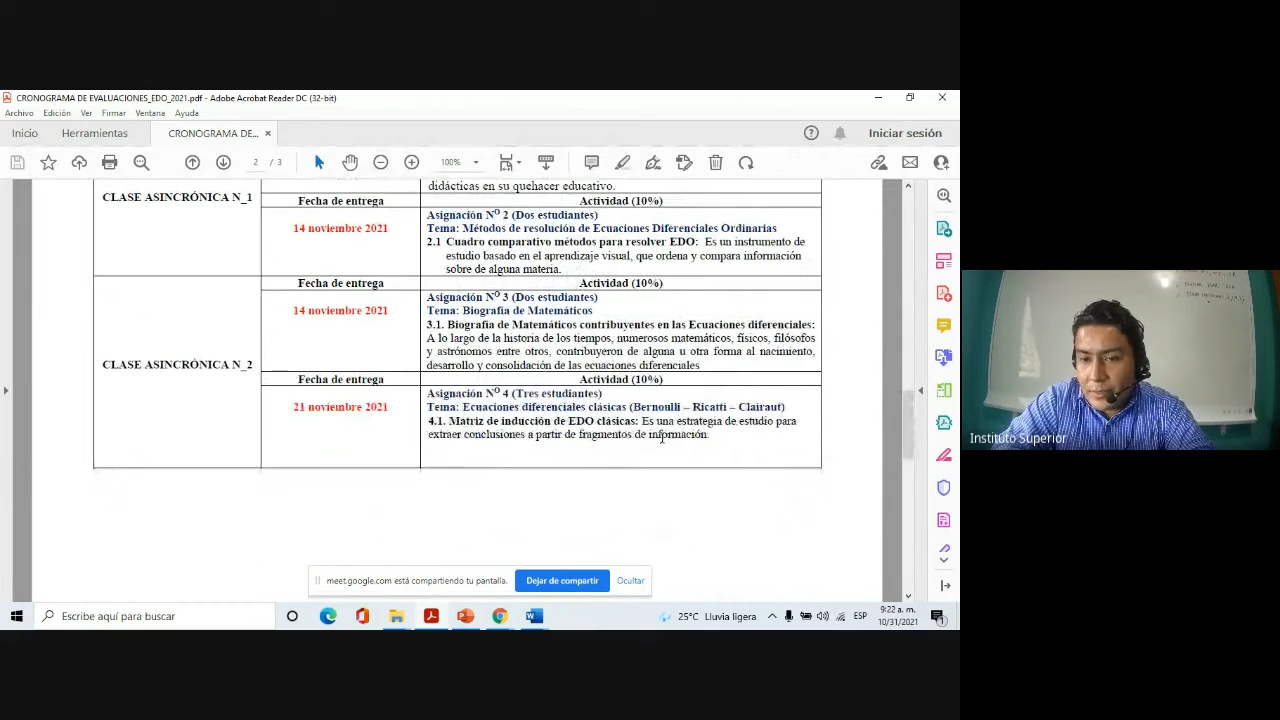 CRONOGRAMA DE EVALUACIONES_EDO_2021.pdf - Adobe Acrobat Reader DC (32-bit)
Archivo Edición Ver Firmar Ventana Ayuda
Inicio Herramientas CRONOGRAMA DE... Iniciar sesión
2 / 3 100%
didácticas en su quehacer educativo.
CLASE ASINCRÓNICA N_1
Fecha de entrega Actividad (10%)
14 noviembre 2021
Asignación Nº 2 (Dos estudiantes)
Tema: Métodos de resolución de Ecuaciones Diferenciales Ordinarias
2.1 Cuadro comparativo métodos para resolver EDO: Es un instrumento de
estudio basado en el aprendizaje visual, que ordena y compara información
sobre de alguna materia.
CLASE ASINCRÓNICA N_2
Fecha de entrega Actividad (10%)
14 noviembre 2021
Asignación Nº 3 (Dos estudiantes)
Tema: Biografía de Matemáticos
3.1. Biografía de Matemáticos contribuyentes en las Ecuaciones diferenciales:
A lo largo de la historia de los tiempos, numerosos matemáticos, físicos, filósofos
y astrónomos entre otros, contribuyeron de alguna u otra forma al nacimiento,
desarrollo y consolidación de las ecuaciones diferenciales
Fecha de entrega Actividad (10%)
21 noviembre 2021
Asignación Nº 4 (Tres estudiantes)
Tema: Ecuaciones diferenciales clásicas (Bernoulli – Ricatti – Clairaut)
4.1. Matriz de inducción de EDO clásicas: Es una estrategia de estudio para
extraer conclusiones a partir de fragmentos de información.
meet.google.com está compartiendo tu pantalla. Dejar de compartir Ocultar
Escribe aquí para buscar
25°C Lluvia ligera ESP
9:22 a. m.
10/31/2021
Instituto Superior